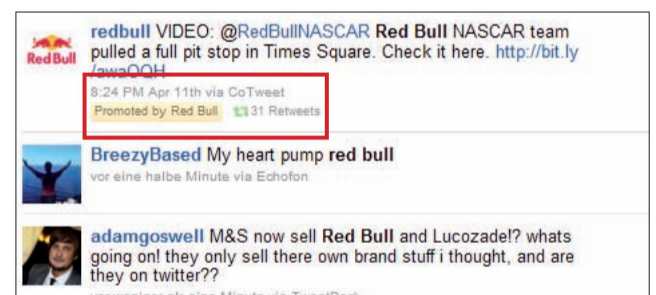 redbull VIDEO: @RedBullNASCAR Red Bull NASCAR team
pulled a full pit stop in Times Square. Check it here. http://bit.ly
/awaOQH
8:24 PM Apr 11th via CoTweet
Red Bull
Promoted by Red Bull 31 Retweets
BreezyBased My heart pump red bull
vor eine halbe Minute via Echofon
adamgoswell M&S now sell Red Bull and Lucozade!? whats
going on! they only sell there own brand stuff i thought, and are
they on twitter??